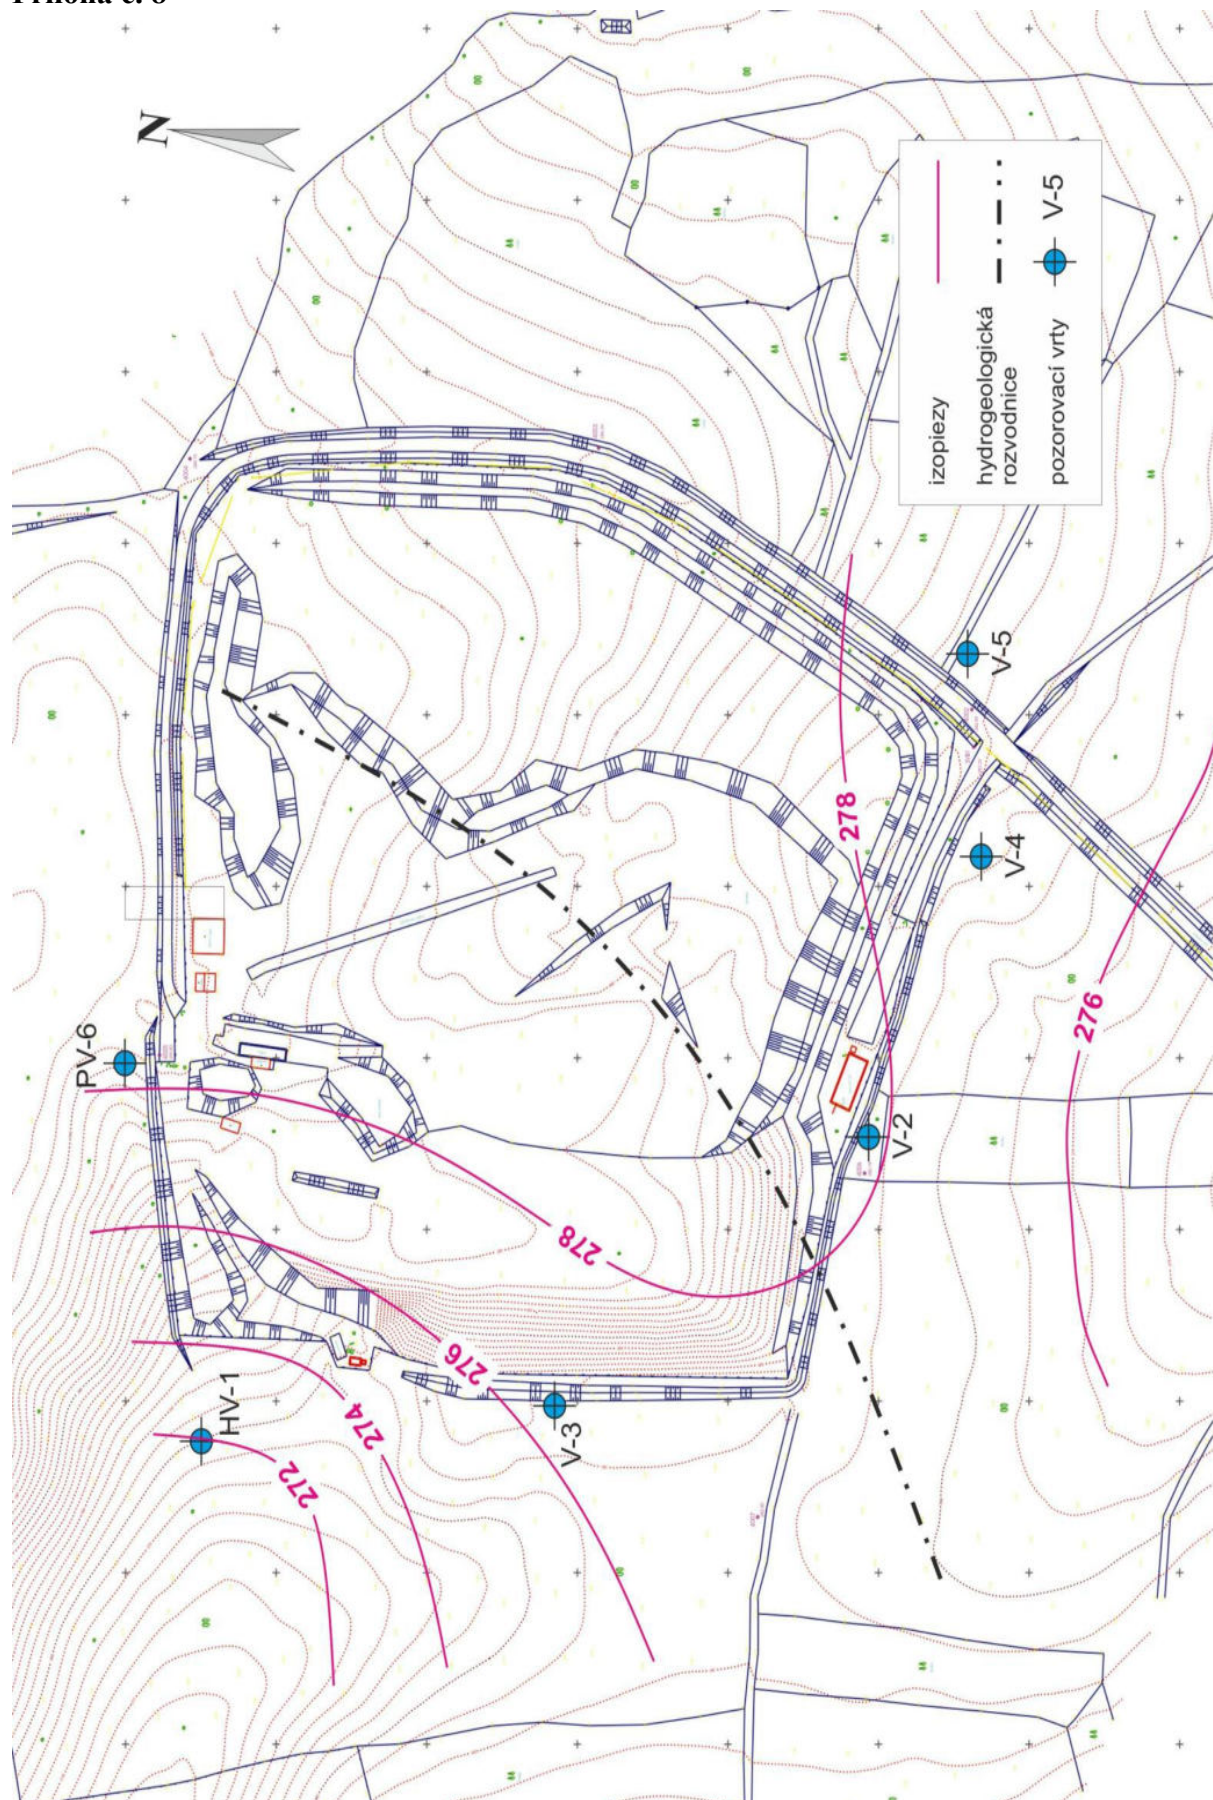 Příloha č. 8
N
izopiezy
hydrogeologická
rozvodnice
pozorovací vrty
V-5
V-5
V-4
278
276
PV-6
V-2
278
276
HV-1
274
V-3
272